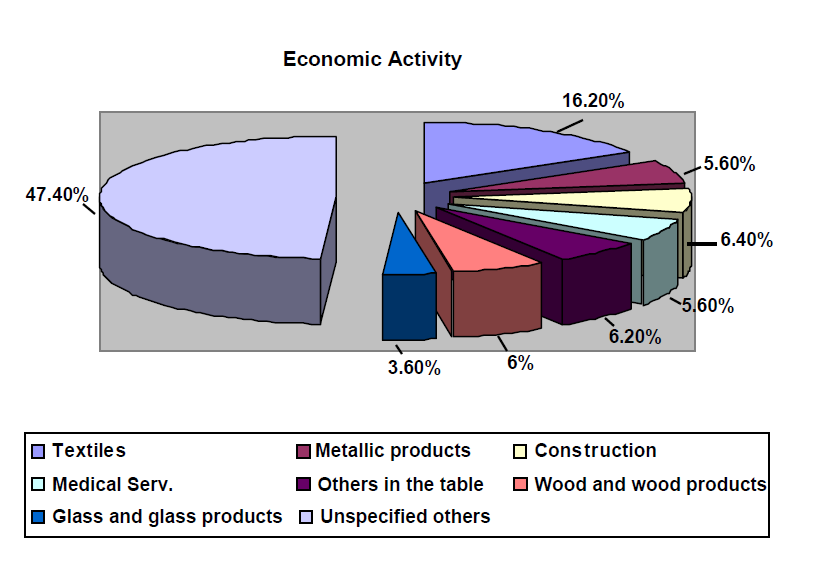 Economic Activity
16.20%
5.60%
47.40%
6.40%
5.60%
6.20%
6%
3.60%
Textiles Metallic products Construction
Medical Serv. Others in the table Wood and wood products
Glass and glass products Unspecified others